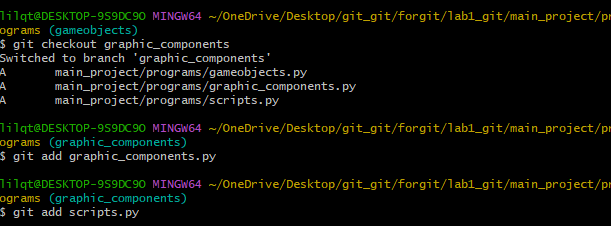 lilqt@DESKTOP-9S9DC9O MINGW64 ~/OneDrive/Desktop/git_git/forgit/lab1_git/main_project/pr
ograms (gameobjects)
$ git checkout graphic_components
Switched to branch 'graphic_components'
A       main_project/programs/gameobjects.py
A       main_project/programs/graphic_components.py
A       main_project/programs/scripts.py
lilqt@DESKTOP-9S9DC9O MINGW64 ~/OneDrive/Desktop/git_git/forgit/lab1_git/main_project/pr
ograms (graphic_components)
$ git add graphic_components.py
lilqt@DESKTOP-9S9DC9O MINGW64 ~/OneDrive/Desktop/git_git/forgit/lab1_git/main_project/pr
ograms (graphic_components)
$ git add scripts.py